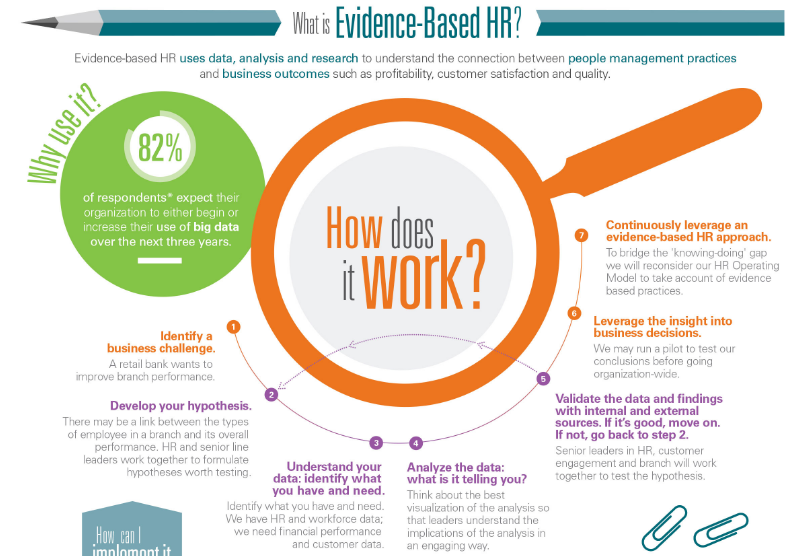 What is Evidence-Based HR?
Evidence-based HR uses data, analysis and research to understand the connection between people management practices
and business outcomes such as profitability, customer satisfaction and quality.
Why use it?
82%
of respondents* expect their
organization to either begin or
increase their use of big data
over the next three years.
How does
it work?
1
Identify a
business challenge.
A retail bank wants to
improve branch performance.
2
Develop your hypothesis.
There may be a link between the types
of employee in a branch and its overall
performance. HR and senior line
leaders work together to formulate
hypotheses worth testing.
3
Understand your
data: identify what
you have and need.
Identify what you have and need.
We have HR and workforce data;
we need financial performance
and customer data.
4
Analyze the data:
what is it telling you?
Think about the best
visualization of the analysis so
that leaders understand the
implications of the analysis in
an engaging way.
5
Validate the data and findings
with internal and external
sources. If it's good, move on.
If not, go back to step 2.
Senior leaders in HR, customer
engagement and branch will work
together to test the hypothesis.
6
Leverage the insight into
business decisions.
We may run a pilot to test our
conclusions before going
organization-wide.
7
Continuously leverage an
evidence-based HR approach.
To bridge the 'knowing-doing' gap
we will reconsider our HR Operating
Model to take account of evidence
based practices.
How can I
implement it